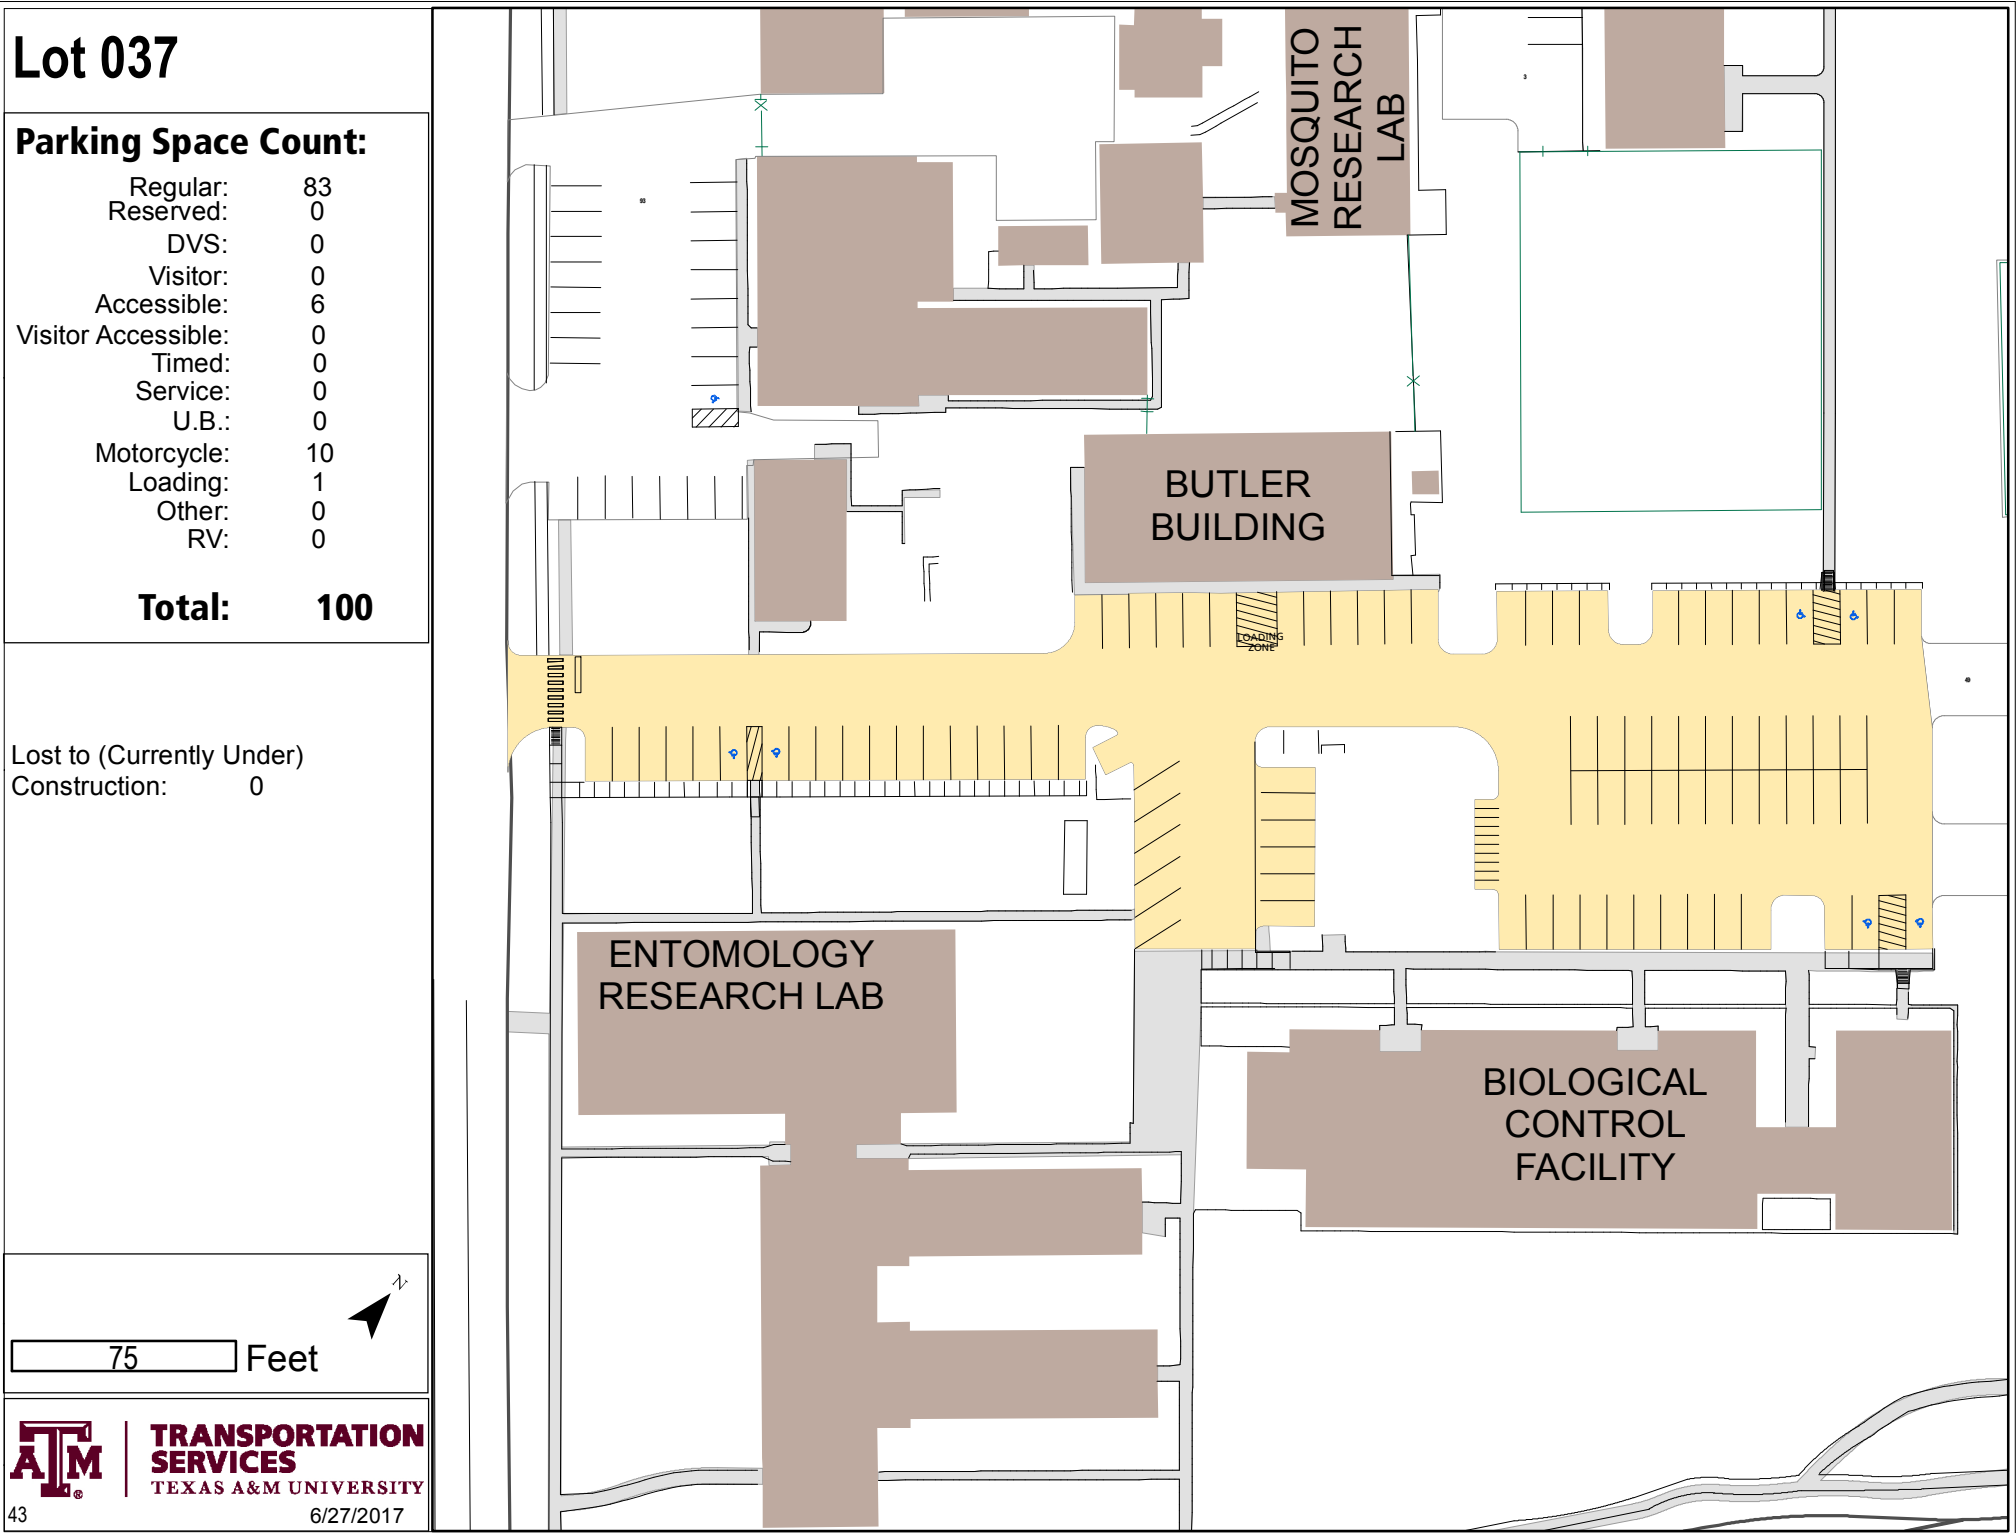 Lot 037
Parking Space Count:
Regular: 83
Reserved: 0
DVS: 0
Visitor: 0
Accessible: 6
Visitor Accessible: 0
Timed: 0
Service: 0
U.B.: 0
Motorcycle: 10
Loading: 1
Other: 0
RV: 0
Total: 100
Lost to (Currently Under)
Construction: 0
N
75 Feet
ATM
®
TRANSPORTATION
SERVICES
TEXAS A&M UNIVERSITY
43
6/27/2017
MOSQUITO
RESEARCH
LAB
3
93
BUTLER
BUILDING
LOADING
ZONE
ENTOMOLOGY
RESEARCH LAB
BIOLOGICAL
CONTROL
FACILITY